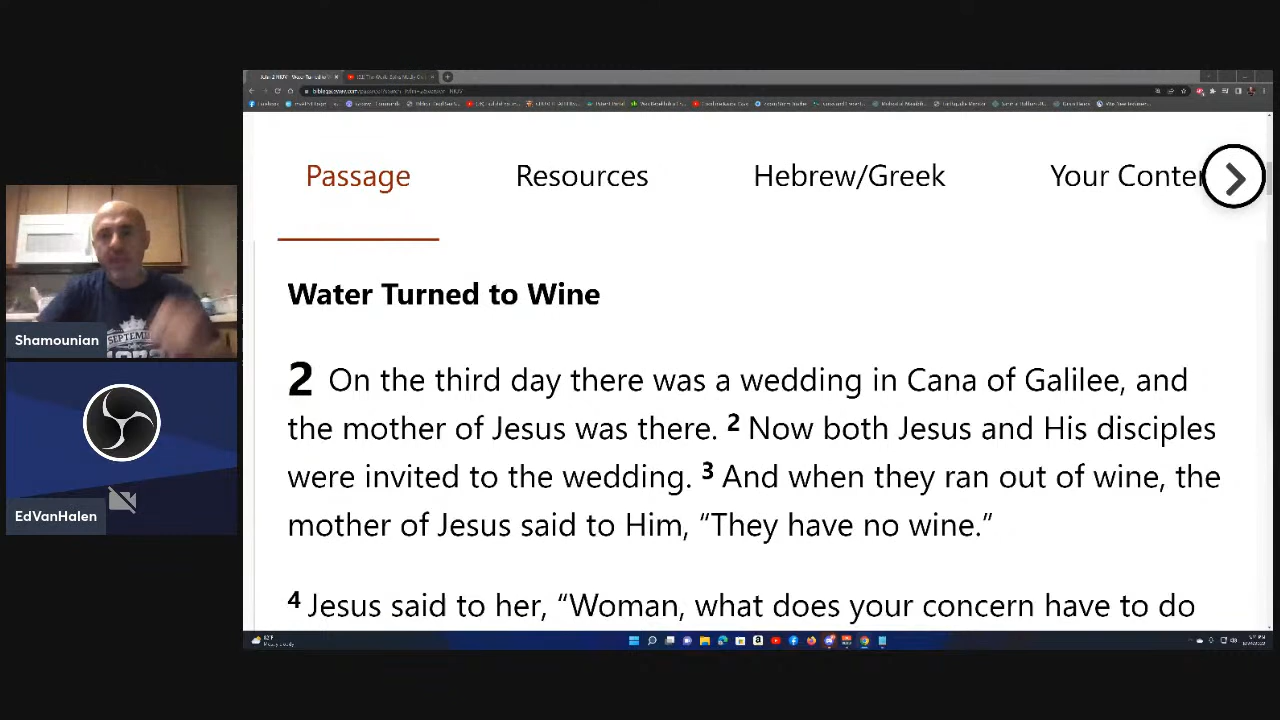 Passage
Resources
Hebrew/Greek
Your Conten
Water Turned to Wine
2 On the third day there was a wedding in Cana of Galilee, and
the mother of Jesus was there. 2 Now both Jesus and His disciples
were invited to the wedding. 3 And when they ran out of wine, the
mother of Jesus said to Him, “They have no wine.”
4 Jesus said to her, “Woman, what does your concern have to do
SEPTEMBE
Shamounian
EdVanHalen
Facebook